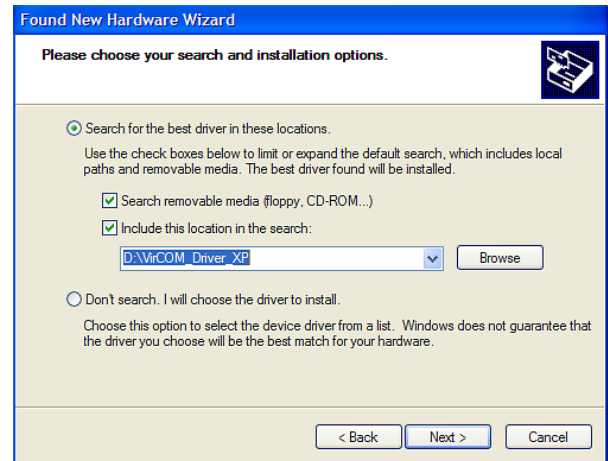 Found New Hardware Wizard
Please choose your search and installation options.
Search for the best driver in these locations.
Use the check boxes below to limit or expand the default search, which includes local
paths and removable media. The best driver found will be installed.
Search removable media (floppy, CD-ROM...)
Include this location in the search:
D:\VirCOM_Driver_XP
Browse
Don't search. I will choose the driver to install.
Choose this option to select the device driver from a list. Windows does not guarantee that
the driver you choose will be the best match for your hardware.
< Back Next > Cancel